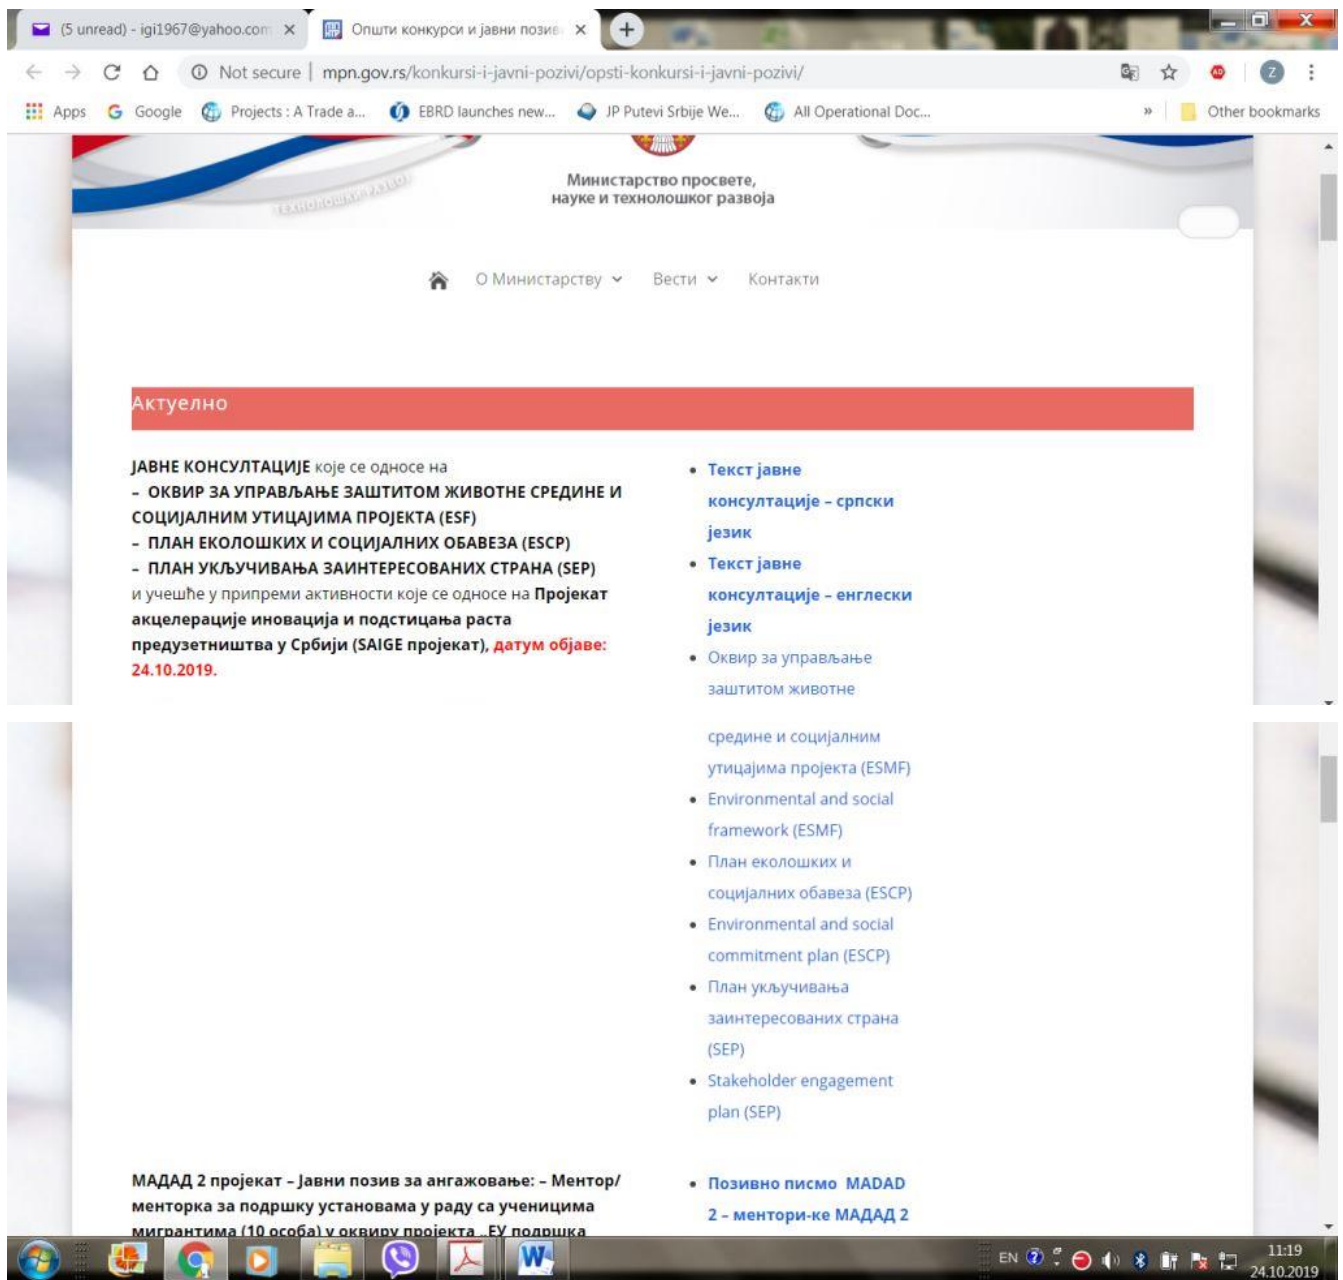 (5 unread) - igi1967@yahoo.com
Општи конкурси и јавни позив
Not secure | mpn.gov.rs/konkursi-i-javni-pozivi/opsti-konkursi-i-javni-pozivi/
Z
Apps Google Projects : A Trade a... EBRD launches new... JP Putevi Srbije We... All Operational Doc... » Other bookmarks
Министарство просвете,
науке и технолошког развоја
О Министарству Вести Контакти
Актуелно
ЈАВНЕ КОНСУЛТАЦИЈЕ које се односе на
– ОКВИР ЗА УПРАВЉАЊЕ ЗАШТИТОМ ЖИВОТНЕ СРЕДИНЕ И
СОЦИЈАЛНИМ УТИЦАЈИМА ПРОЈЕКТА (ESF)
– ПЛАН ЕКОЛОШКИХ И СОЦИЈАЛНИХ ОБАВЕЗА (ESCP)
– ПЛАН УКЉУЧИВАЊА ЗАИНТЕРЕСОВАНИХ СТРАНА (SEP)
и учешће у припреми активности које се односе на Пројекат
акцелерације иновација и подстицања раста
предузетништва у Србији (SAIGE пројекат), датум објаве:
24.10.2019.
• Текст јавне
консултације – српски
језик
• Текст јавне
консултације – енглески
језик
• Оквир за управљање
заштитом животне
средине и социјалним
утицајима пројекта (ESMF)
• Environmental and social
framework (ESMF)
• План еколошких и
социјалних обавеза (ESCP)
• Environmental and social
commitment plan (ESCP)
• План укључивања
заинтересованих страна
(SEP)
• Stakeholder engagement
plan (SEP)
МАДАД 2 пројекат – Јавни позив за ангажовање: – Ментор/
менторка за подршку установама у раду са ученицима
мигрантима (10 особа) у оквиру пројекта „ЕУ подршка
• Позивно писмо MADAD
2 – ментори-ке МАДАД 2
EN 11:19
24.10.2019